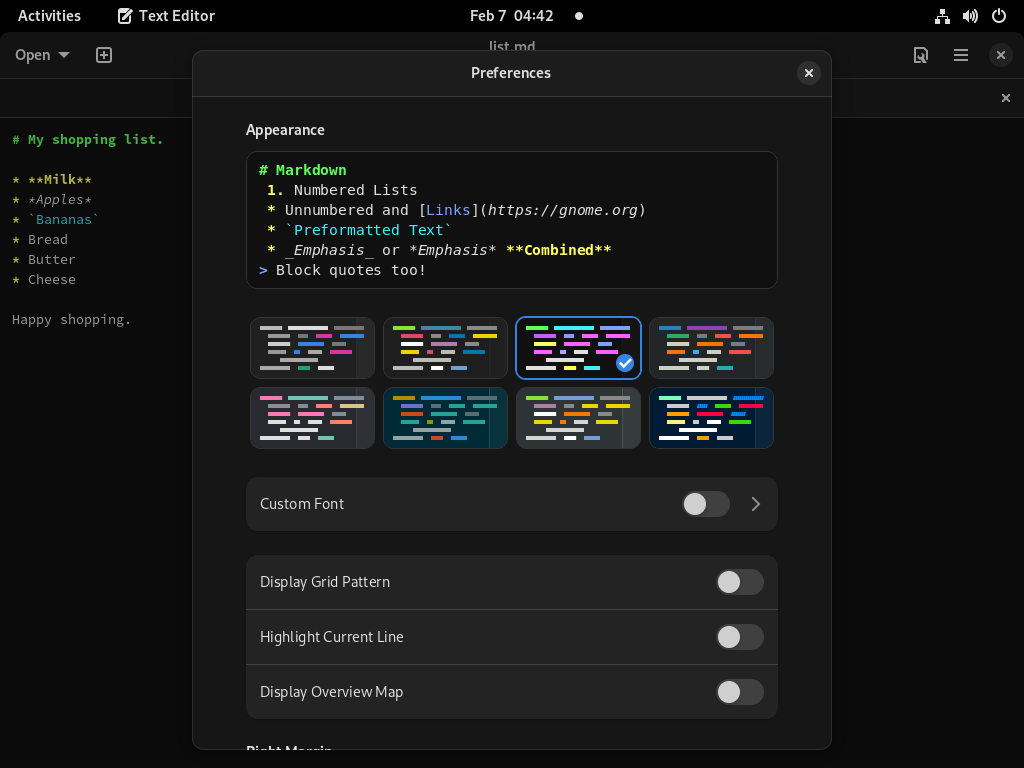 Activities
Text Editor
Feb 7 04:42
Open
list.md
Preferences
# My shopping list.
* **Milk**
* *Apples*
* `Bananas`
* Bread
* Butter
* Cheese
Happy shopping.
Appearance
# Markdown
1. Numbered Lists
* Unnumbered and [Links](https://gnome.org)
* `Preformatted Text`
* _Emphasis_ or *Emphasis* **Combined**
> Block quotes too!
Custom Font
Display Grid Pattern
Highlight Current Line
Display Overview Map
Right Margin